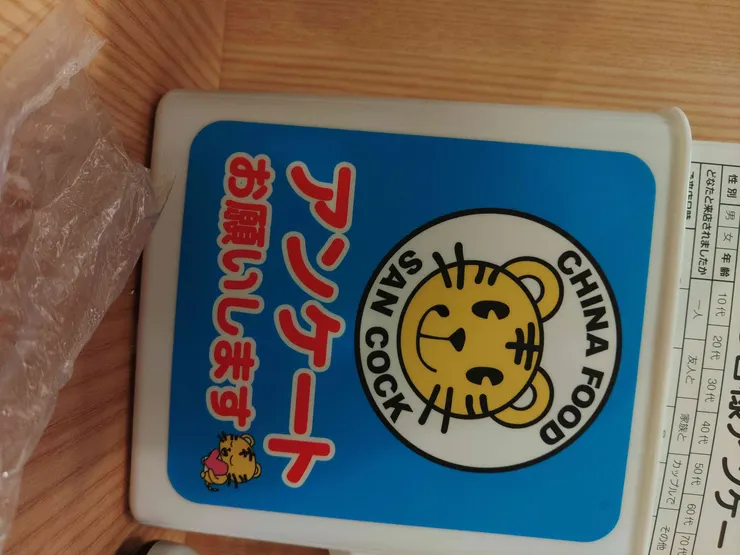 CHINA FOOD
SAN COCK
アンケート
お願いします
性別 男 女 年齢 10代 20代 30代 40代 50代 60代 70代
どなたと来店されましたか 一人 友人と 家族と カップルで その他